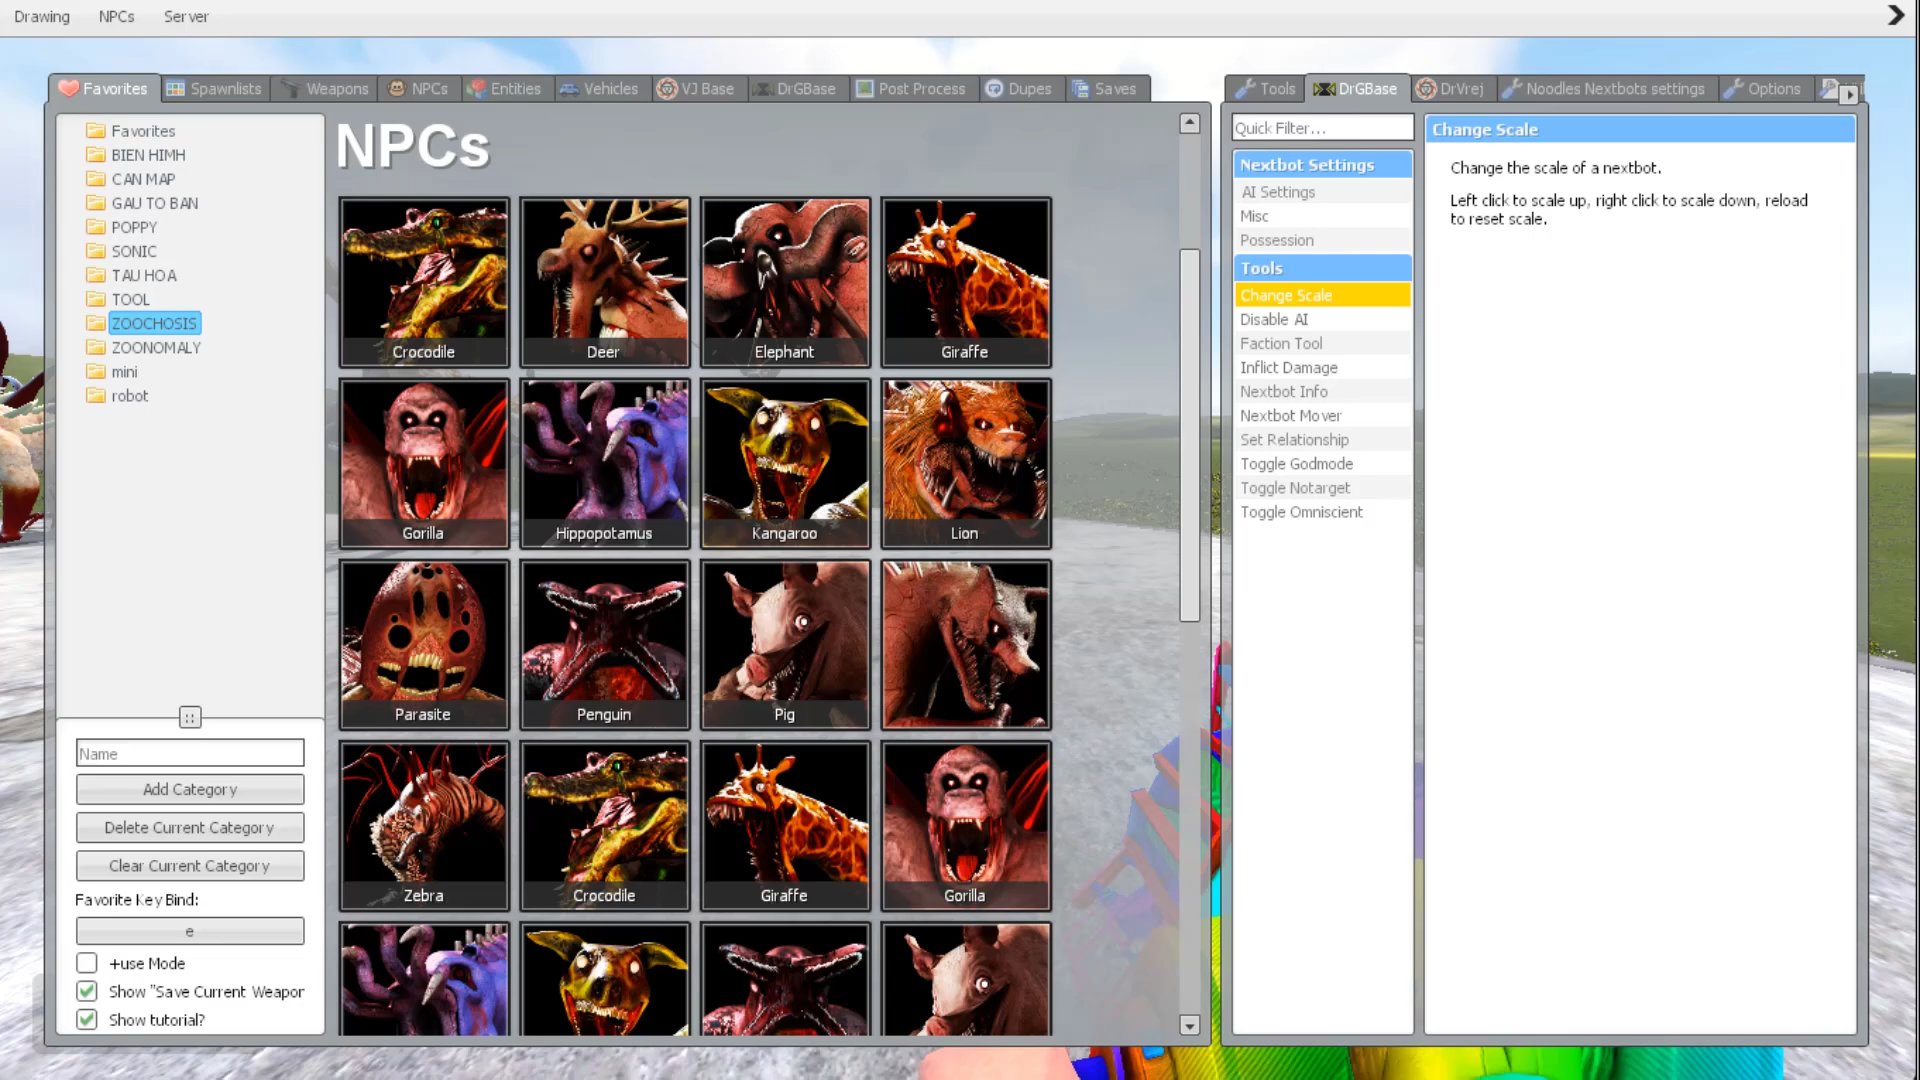 Drawing NPCs Server
Favorites Spawnlists Weapons NPCs Entities Vehicles VJ Base DrGBase Post Process Dupes Saves
Tools DrGBase DrVrej Noodles Nextbots settings Options
Favorites
BIEN HIMH
CAN MAP
GAU TO BAN
POPPY
SONIC
TAU HOA
TOOL
ZOOCHOSIS
ZOONOMALY
mini
robot
Name
Add Category
Delete Current Category
Clear Current Category
Favorite Key Bind:
e
+use Mode
Show "Save Current Weapor
Show tutorial?
NPCs
Crocodile Deer Elephant Giraffe
Gorilla Hippopotamus Kangaroo Lion
Parasite Penguin Pig
Zebra Crocodile Giraffe Gorilla
Quick Filter...
Nextbot Settings
AI Settings
Misc
Possession
Tools
Change Scale
Disable AI
Faction Tool
Inflict Damage
Nextbot Info
Nextbot Mover
Set Relationship
Toggle Godmode
Toggle Notarget
Toggle Omniscient
Change Scale
Change the scale of a nextbot.
Left click to scale up, right click to scale down, reload
to reset scale.